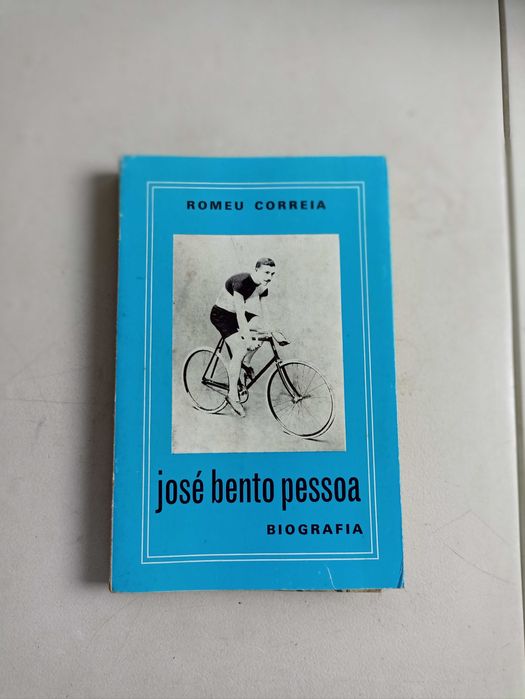 ROMEU CORREIA
josé bento pessoa
BIOGRAFIA